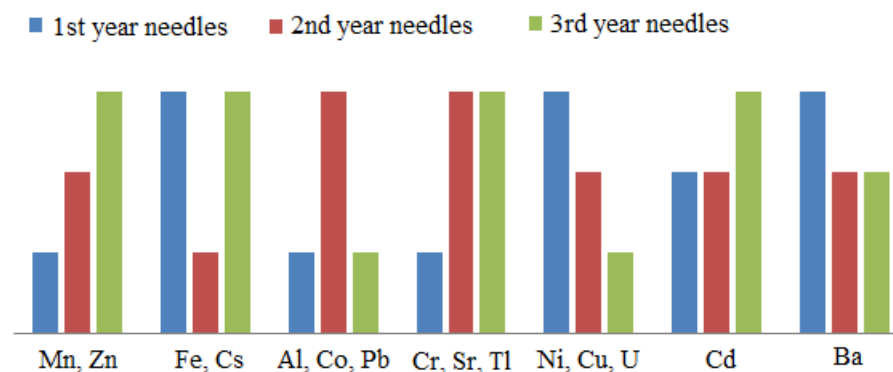 1st year needles 2nd year needles 3rd year needles
Mn, Zn Fe, Cs Al, Co, Pb Cr, Sr, Tl Ni, Cu, U Cd Ba